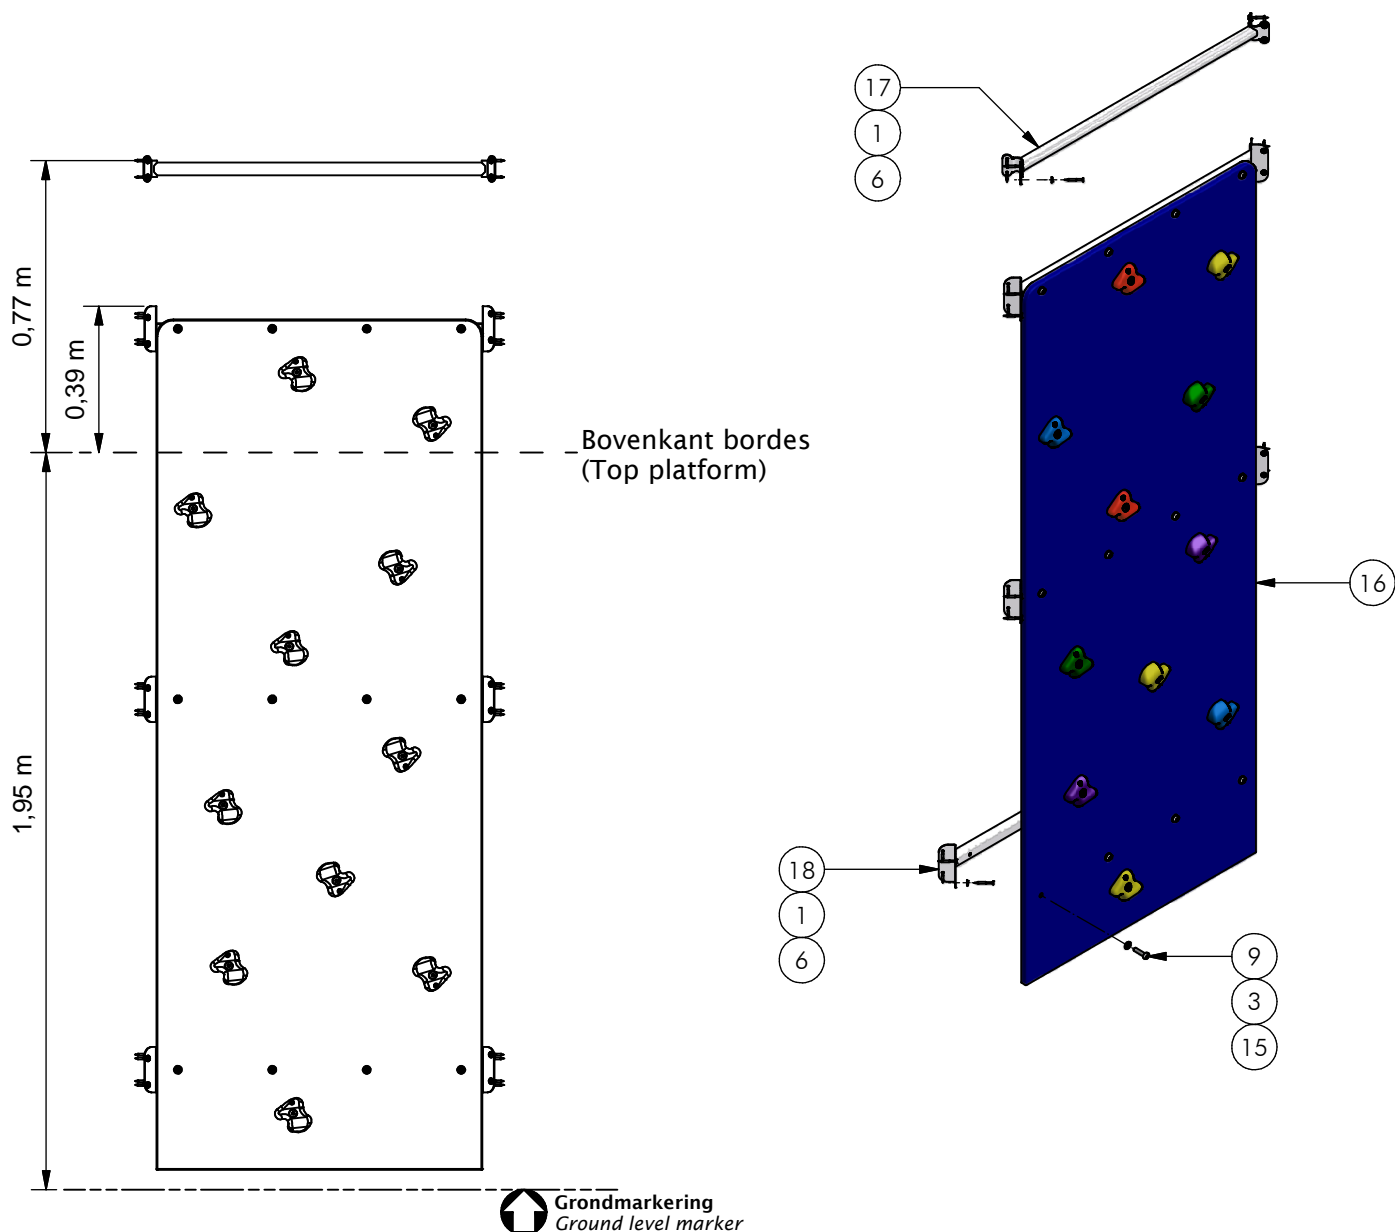 17
1
6
0,77 m
0,39 m
Bovenkant bordes
(Top platform)
16
1,95 m
18
1
6
9
3
15
Grondmarkering
Ground level marker